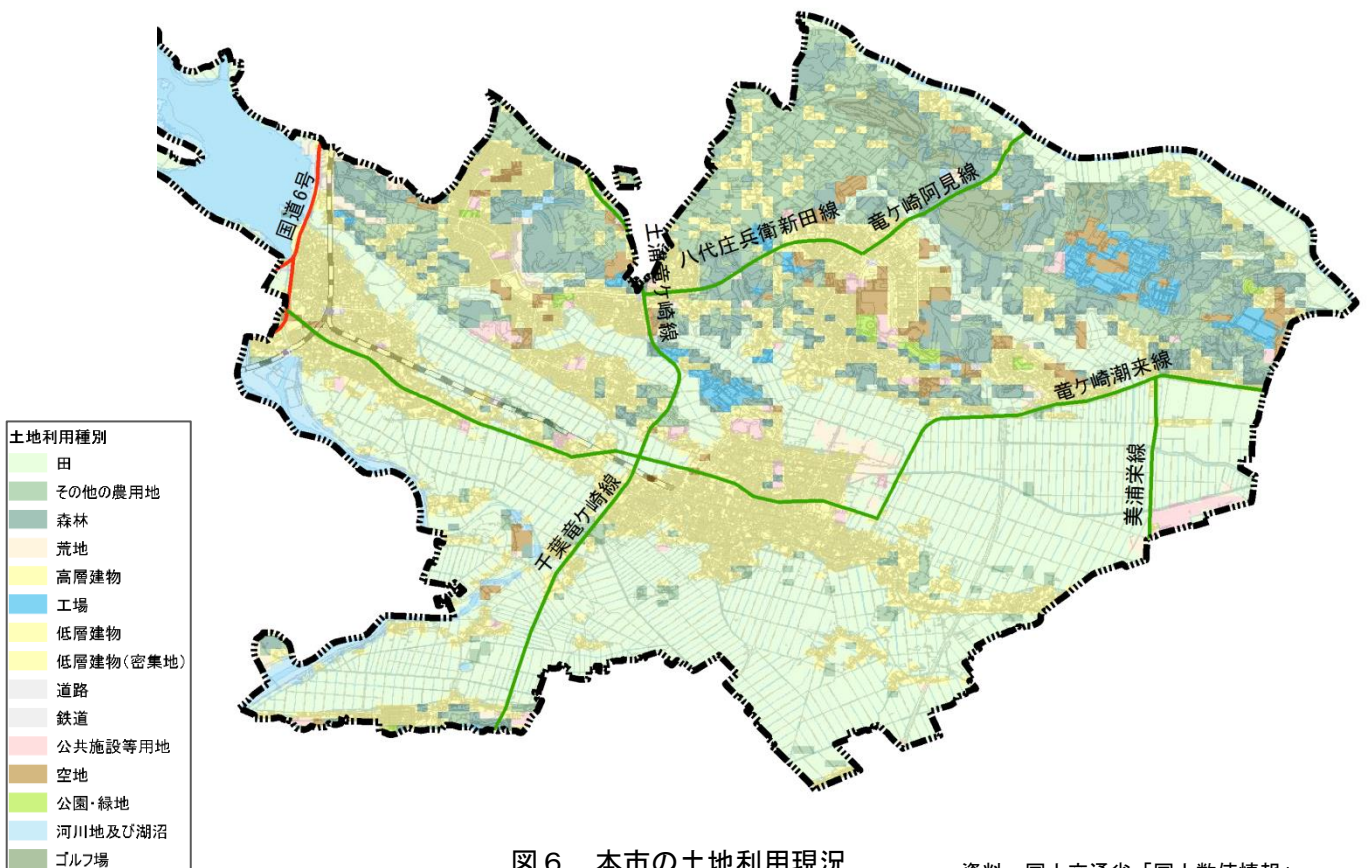 国道6号
土浦竜ケ崎線
八代庄兵衛新田線
竜ケ崎阿見線
竜ケ崎潮来線
美浦栄線
千葉竜ケ崎線
土地利用種別
田
その他の農用地
森林
荒地
高層建物
工場
低層建物
低層建物(密集地)
道路
鉄道
公共施設等用地
空地
公園・緑地
河川地及び湖沼
ゴルフ場
図6 本市の土地利用現況
資料 国土交通省「国土数値情報」